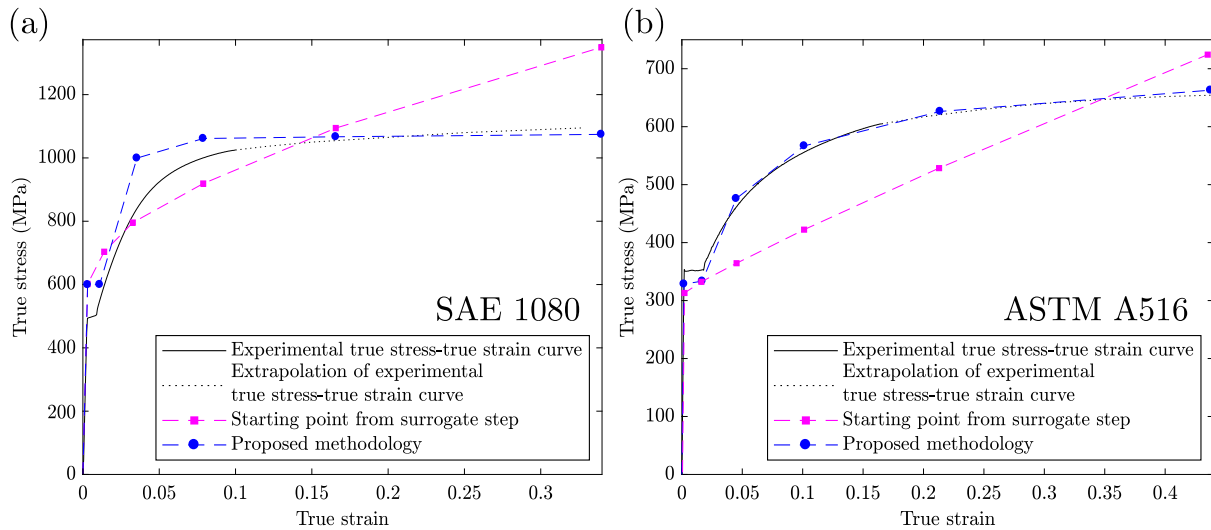 (a)
True stress (MPa)
1200
1000
800
600
400
200
0
0 0.05 0.1 0.15 0.2 0.25 0.3
True strain
SAE 1080
Experimental true stress-true strain curve
Extrapolation of experimental
true stress-true strain curve
Starting point from surrogate step
Proposed methodology
(b)
True stress (MPa)
700
600
500
400
300
200
100
0
0 0.05 0.1 0.15 0.2 0.25 0.3 0.35 0.4
True strain
ASTM A516
Experimental true stress-true strain curve
Extrapolation of experimental
true stress-true strain curve
Starting point from surrogate step
Proposed methodology